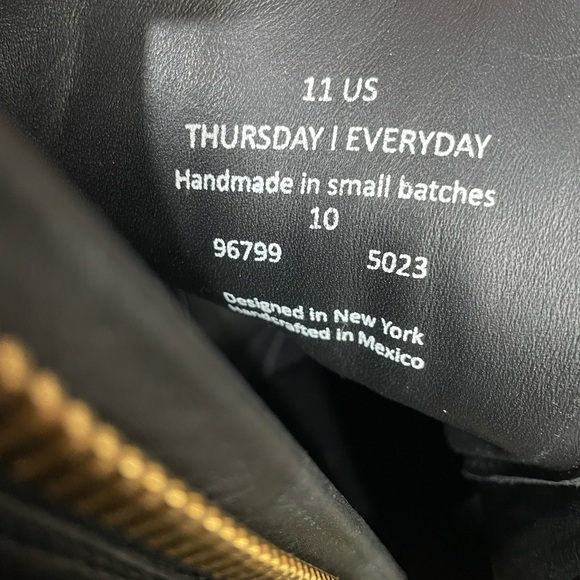 11 US
THURSDAY | EVERYDAY
Handmade in small batches
10
96799 5023
Designed in New York
Handcrafted in Mexico